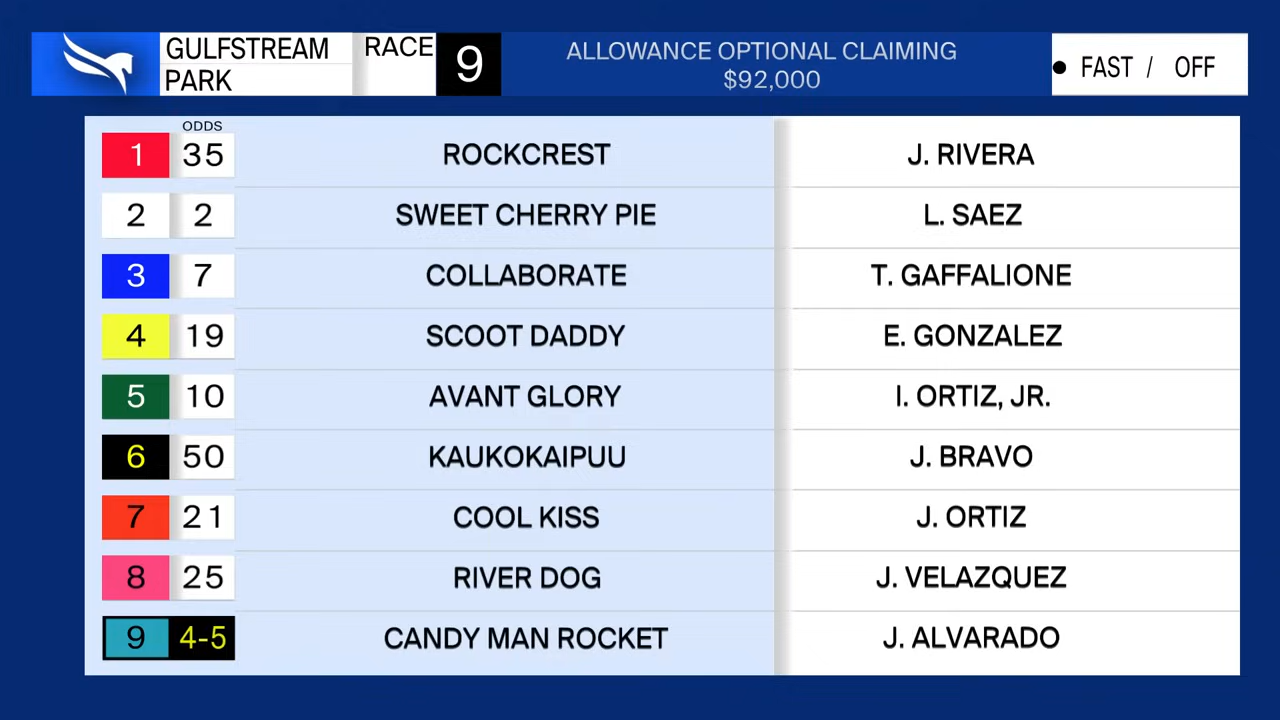 GULFSTREAM
PARK
RACE 9
ALLOWANCE OPTIONAL CLAIMING
$92,000
FAST / OFF
ODDS
1 35 ROCKCREST J. RIVERA
2 2 SWEET CHERRY PIE L. SAEZ
3 7 COLLABORATE T. GAFFALIONE
4 19 SCOOT DADDY E. GONZALEZ
5 10 AVANT GLORY I. ORTIZ, JR.
6 50 KAUKOKAIPUU J. BRAVO
7 21 COOL KISS J. ORTIZ
8 25 RIVER DOG J. VELAZQUEZ
9 4-5 CANDY MAN ROCKET J. ALVARADO